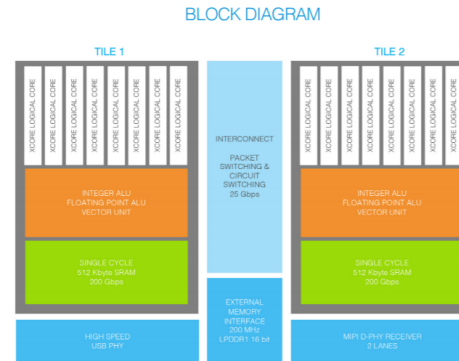 BLOCK DIAGRAM
TILE 1
XCORE LOGICAL CORE
XCORE LOGICAL CORE
XCORE LOGICAL CORE
XCORE LOGICAL CORE
XCORE LOGICAL CORE
XCORE LOGICAL CORE
XCORE LOGICAL CORE
XCORE LOGICAL CORE
INTEGER ALU
FLOATING POINT ALU
VECTOR UNIT
SINGLE CYCLE
512 Kbyte SRAM
200 Gbps
HIGH SPEED
USB PHY
INTERCONNECT
PACKET
SWITCHING &
CIRCUIT
SWITCHING
25 Gbps
EXTERNAL
MEMORY
INTERFACE
200 MHz
LPDDR1 16 bit
TILE 2
XCORE LOGICAL CORE
XCORE LOGICAL CORE
XCORE LOGICAL CORE
XCORE LOGICAL CORE
XCORE LOGICAL CORE
XCORE LOGICAL CORE
XCORE LOGICAL CORE
XCORE LOGICAL CORE
INTEGER ALU
FLOATING POINT ALU
VECTOR UNIT
SINGLE CYCLE
512 Kbyte SRAM
200 Gbps
MIPI D-PHY RECEIVER
2 LANES